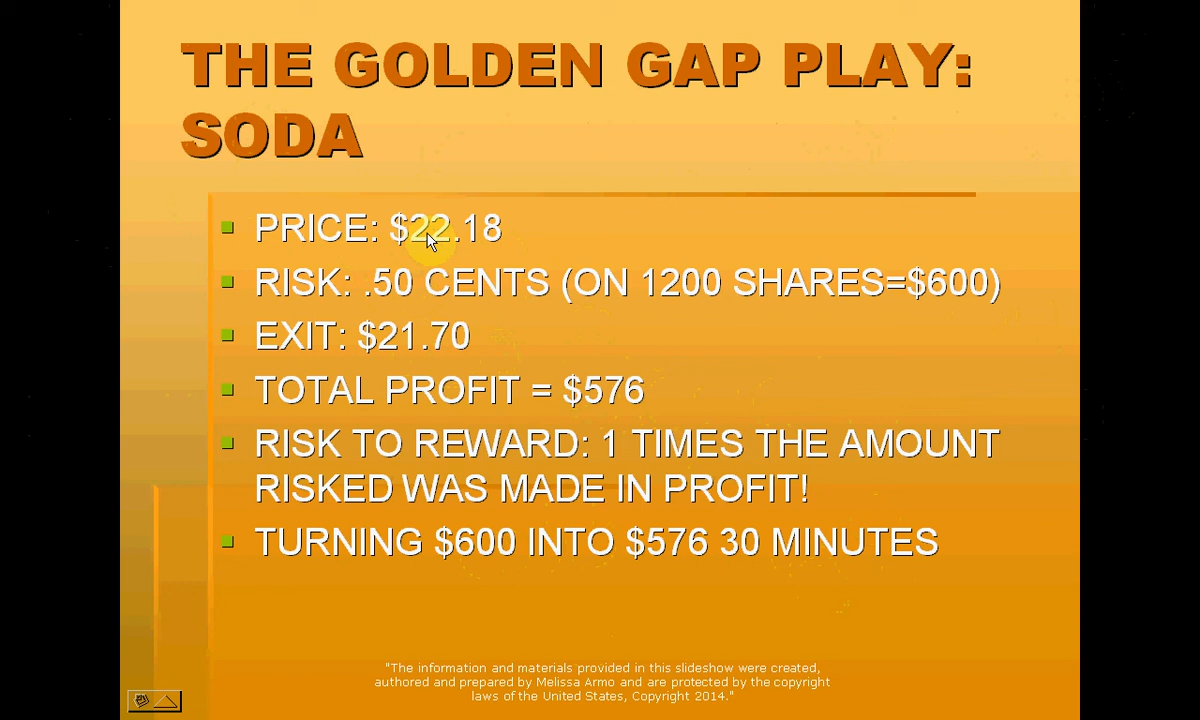 THE GOLDEN GAP PLAY:
SODA
PRICE: $22.18
RISK: .50 CENTS (ON 1200 SHARES=$600)
EXIT: $21.70
TOTAL PROFIT = $576
RISK TO REWARD: 1 TIMES THE AMOUNT
RISKED WAS MADE IN PROFIT!
TURNING $600 INTO $576 30 MINUTES
"The information and materials provided in this slideshow were created,
authored and prepared by Melissa Armo and are protected by the copyright
laws of the United States, Copyright 2014."